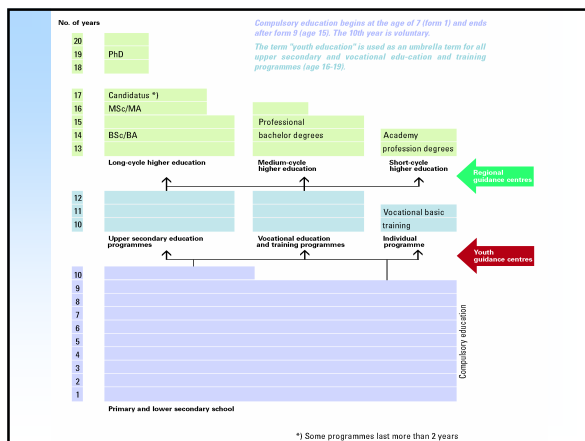 No. of years
Compulsory education begins at the age of 7 (form 1) and ends
after form 9 (age 15). The 10th year is voluntary.
The term "youth education" is used as an umbrella term for all
upper secondary and vocational edu-cation and training
programmes (age 16-19).
20
19 PhD
18
17 Candidatus *)
16 MSc/MA
15 Professional
14 BSc/BA bachelor degrees Academy
13 profession degrees
Long-cycle higher education
Medium-cycle
higher education
Short-cycle
higher education
Regional
guidance centres
12
11 Vocational basic
10 training
Upper secondary education
programmes
Vocational education
and training programmes
Individual
programme
Youth
guidance centres
10
9
8
7
6
5
4
3
2
1
Compulsory education
Primary and lower secondary school
*) Some programmes last more than 2 years